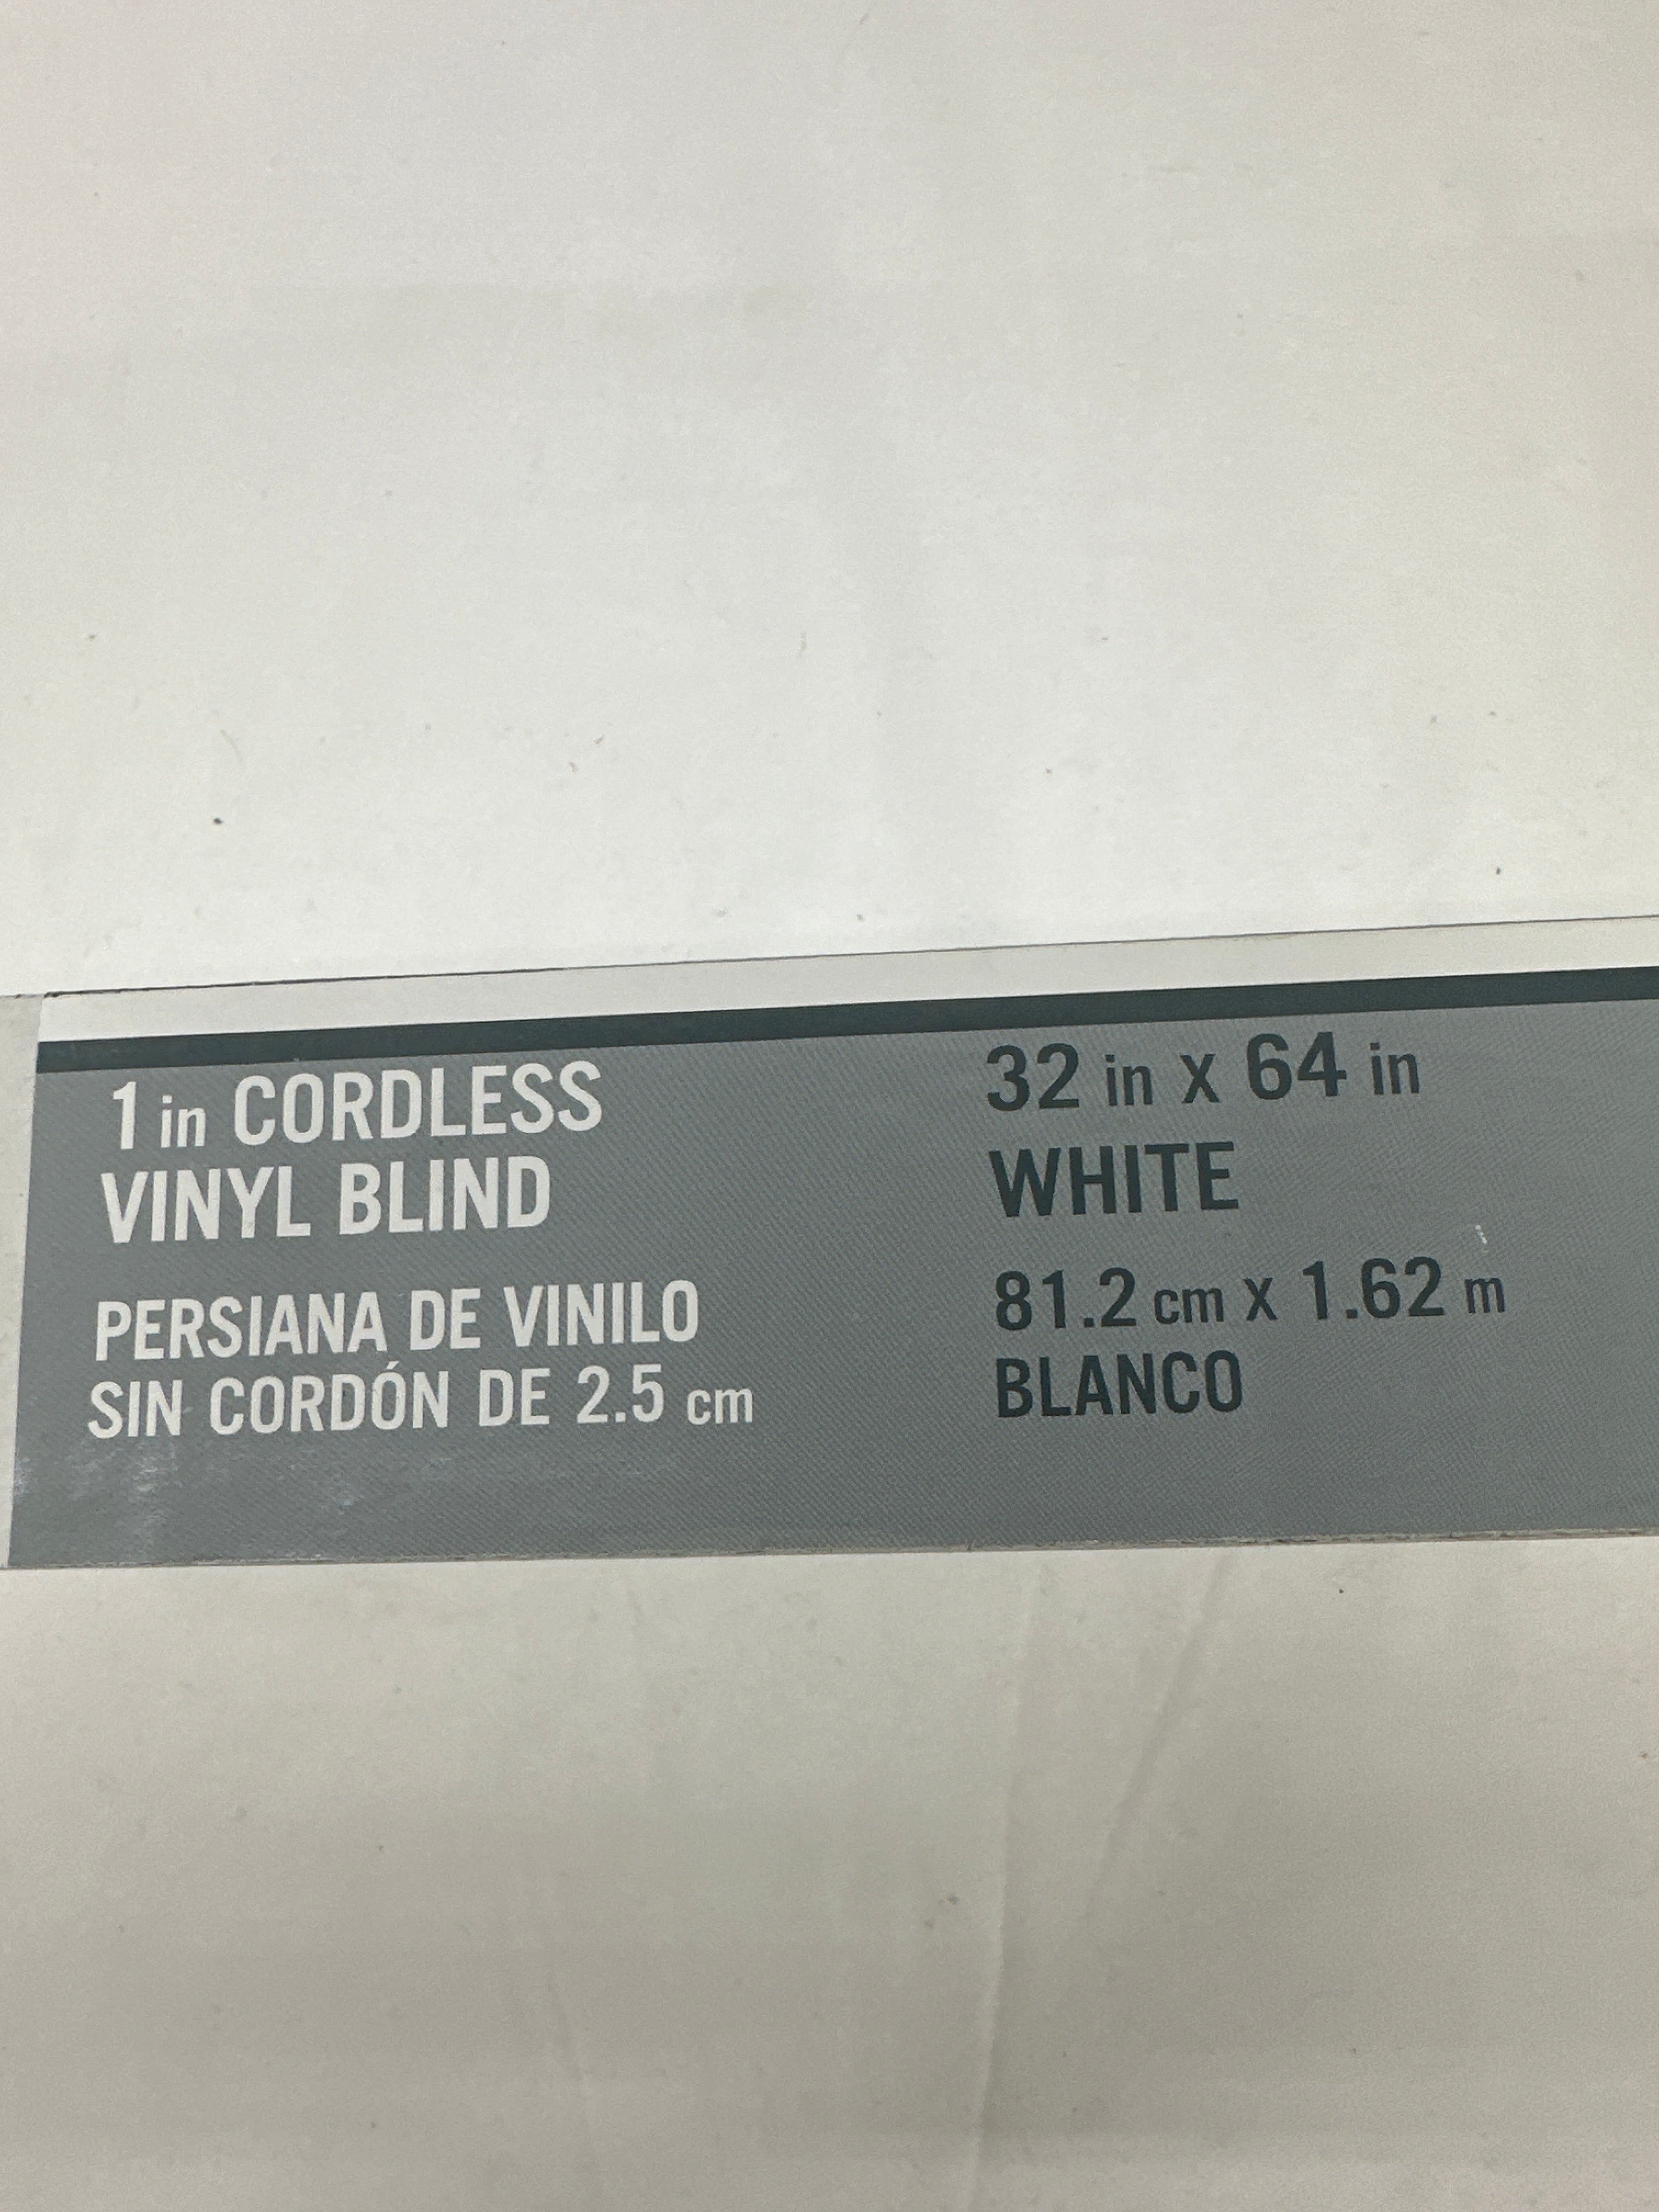 1 in CORDLESS
VINYL BLIND
PERSIANA DE VINILO
SIN CORDÓN DE 2.5 cm
32 in x 64 in
WHITE
81.2 cm x 1.62 m
BLANCO